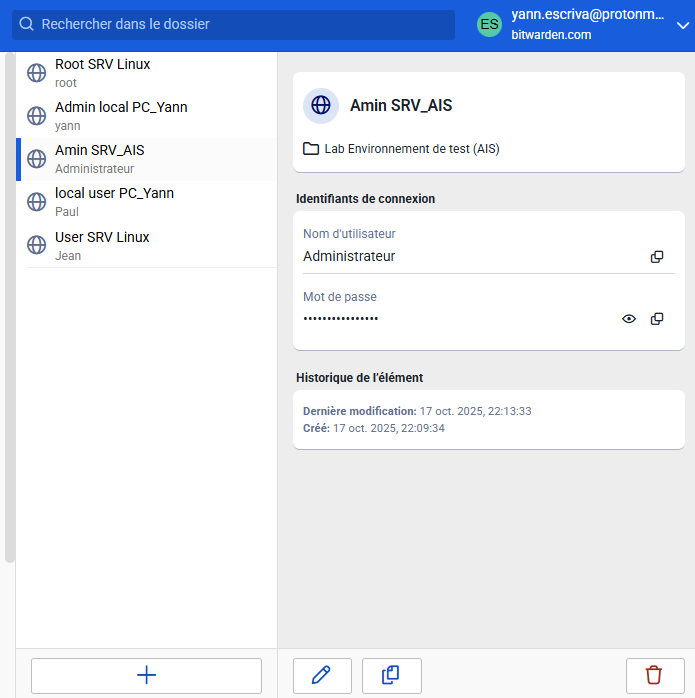 Rechercher dans le dossier
ES
yann.escriva@protonm...
bitwarden.com
Root SRV Linux
root
Admin local PC_Yann
yann
Amin SRV_AIS
Administrateur
local user PC_Yann
Paul
User SRV Linux
Jean
Amin SRV_AIS
Lab Environnement de test (AIS)
Identifiants de connexion
Nom d'utilisateur
Administrateur
Mot de passe
••••••••••••••••
Historique de l'élément
Dernière modification: 17 oct. 2025, 22:13:33
Créé: 17 oct. 2025, 22:09:34